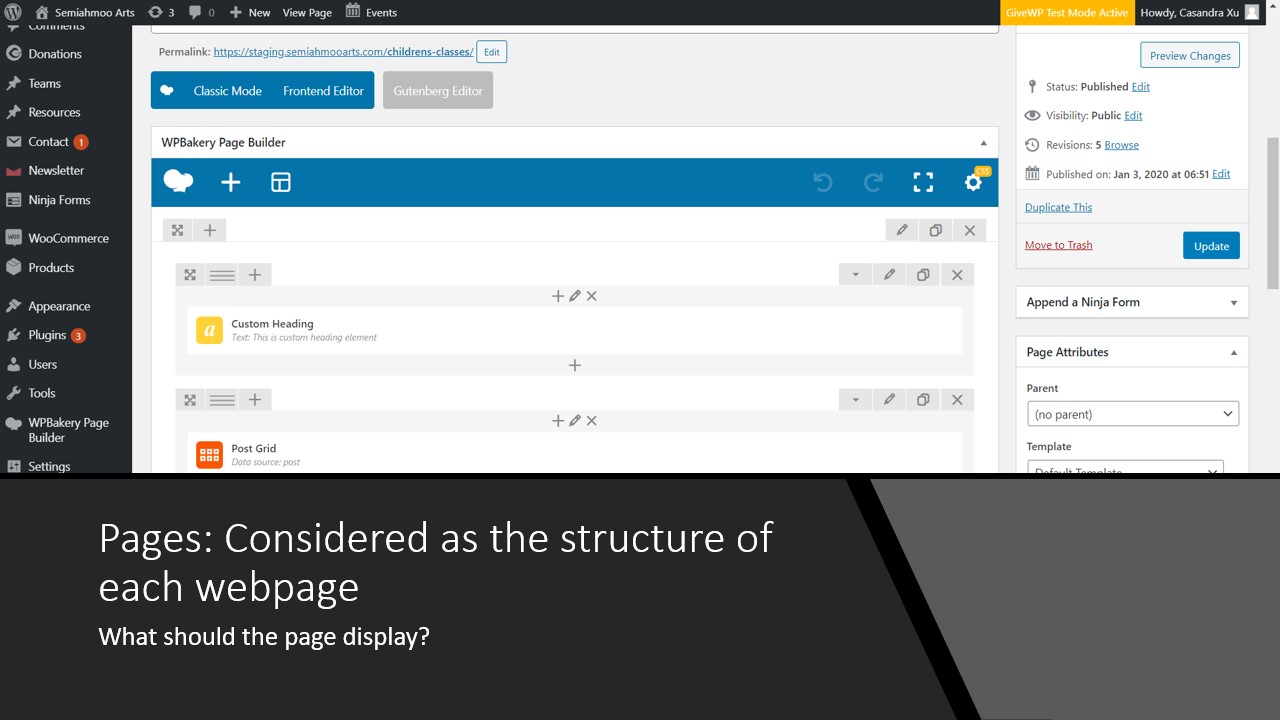 Semiahmoo Arts 3 0 New View Page Events GiveWP Test Mode Active Howdy, Casandra Xu
Comments
Donations
Teams
Resources
Contact 1
Newsletter
Ninja Forms
WooCommerce
Products
Appearance
Plugins 3
Users
Tools
WPBakery Page
Builder
Settings
Permalink: https://staging.semiahmooarts.com/childrens-classes/ Edit
Classic Mode Frontend Editor Gutenberg Editor
WPBakery Page Builder
CSS
a Custom Heading
Text: This is custom heading element
Post Grid
Data source: post
Preview Changes
Status: Published Edit
Visibility: Public Edit
Revisions: 5 Browse
Published on: Jan 3, 2020 at 06:51 Edit
Duplicate This
Move to Trash Update
Append a Ninja Form
Page Attributes
Parent
(no parent)
Template
Default Template
Pages: Considered as the structure of
each webpage
What should the page display?